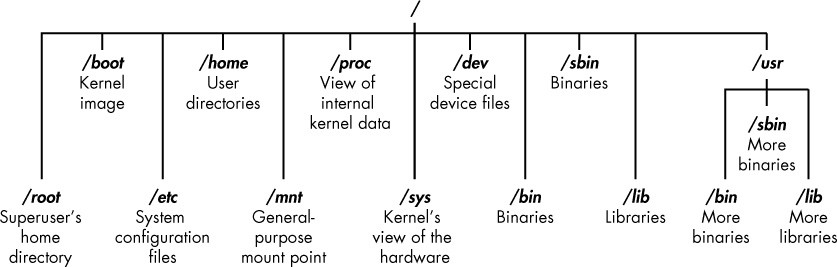 /
/boot
Kernel
image
/home
User
directories
/proc
View of
internal
kernel data
/dev
Special
device files
/sbin
Binaries
/usr
/sbin
More
binaries
/root
Superuser's
home
directory
/etc
System
configuration
files
/mnt
General-
purpose
mount point
/sys
Kernel's
view of the
hardware
/bin
Binaries
/lib
Libraries
/bin
More
binaries
/lib
More
libraries